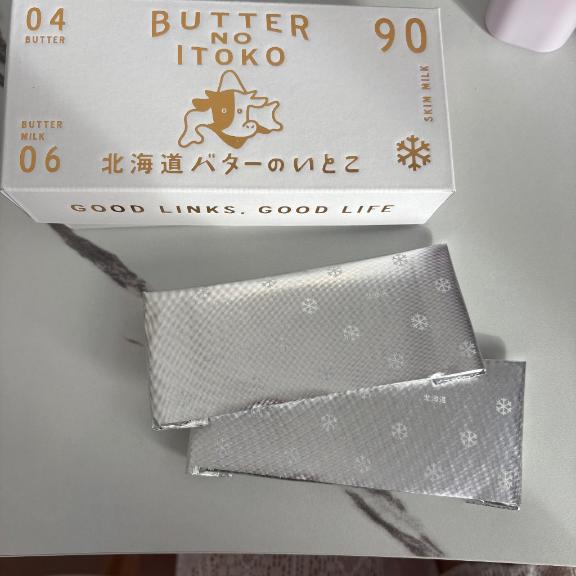 04
BUTTER
BUTTER
NO
ITOKO
90
SKIM MILK
BUTTER
MILK
06
北海道 バターのいとこ
GOOD LINKS, GOOD LIFE
北海道